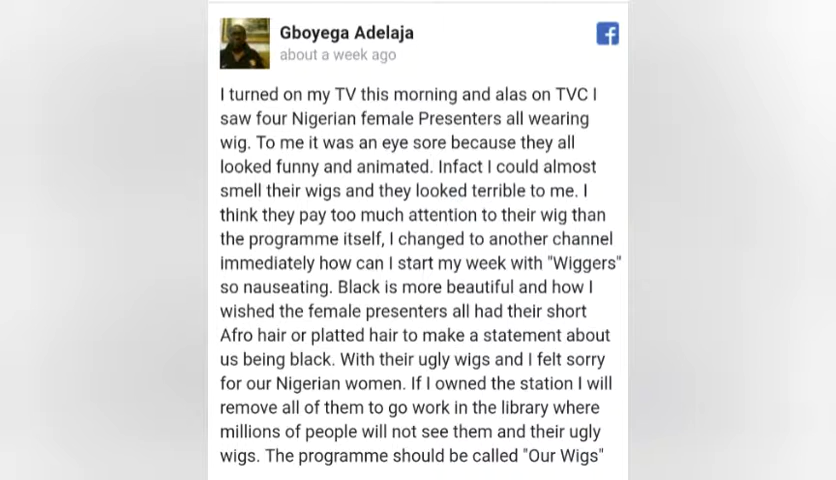 Gboyega Adelaja
about a week ago
I turned on my TV this morning and alas on TVC I
saw four Nigerian female Presenters all wearing
wig. To me it was an eye sore because they all
looked funny and animated. Infact I could almost
smell their wigs and they looked terrible to me. I
think they pay too much attention to their wig than
the programme itself, I changed to another channel
immediately how can I start my week with "Wiggers"
so nauseating. Black is more beautiful and how I
wished the female presenters all had their short
Afro hair or platted hair to make a statement about
us being black. With their ugly wigs and I felt sorry
for our Nigerian women. If I owned the station I will
remove all of them to go work in the library where
millions of people will not see them and their ugly
wigs. The programme should be called "Our Wigs"